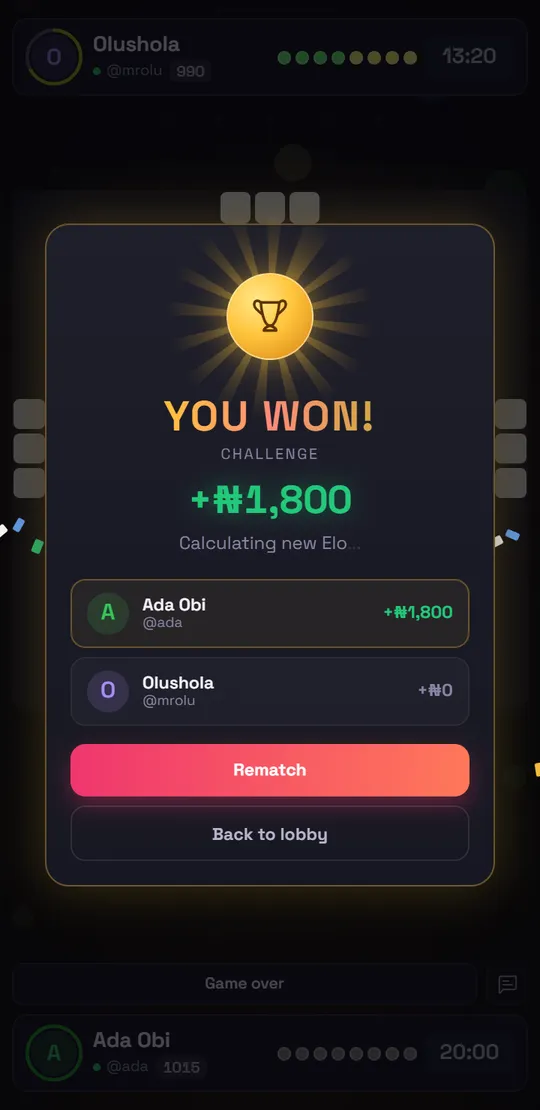 O
Olushola
@mrolu 990
13:20
YOU WON!
CHALLENGE
+₦1,800
Calculating new Elo...
A
Ada Obi
@ada
+₦1,800
O
Olushola
@mrolu
+₦0
Rematch
Back to lobby
Game over
A
Ada Obi
@ada 1015
20:00